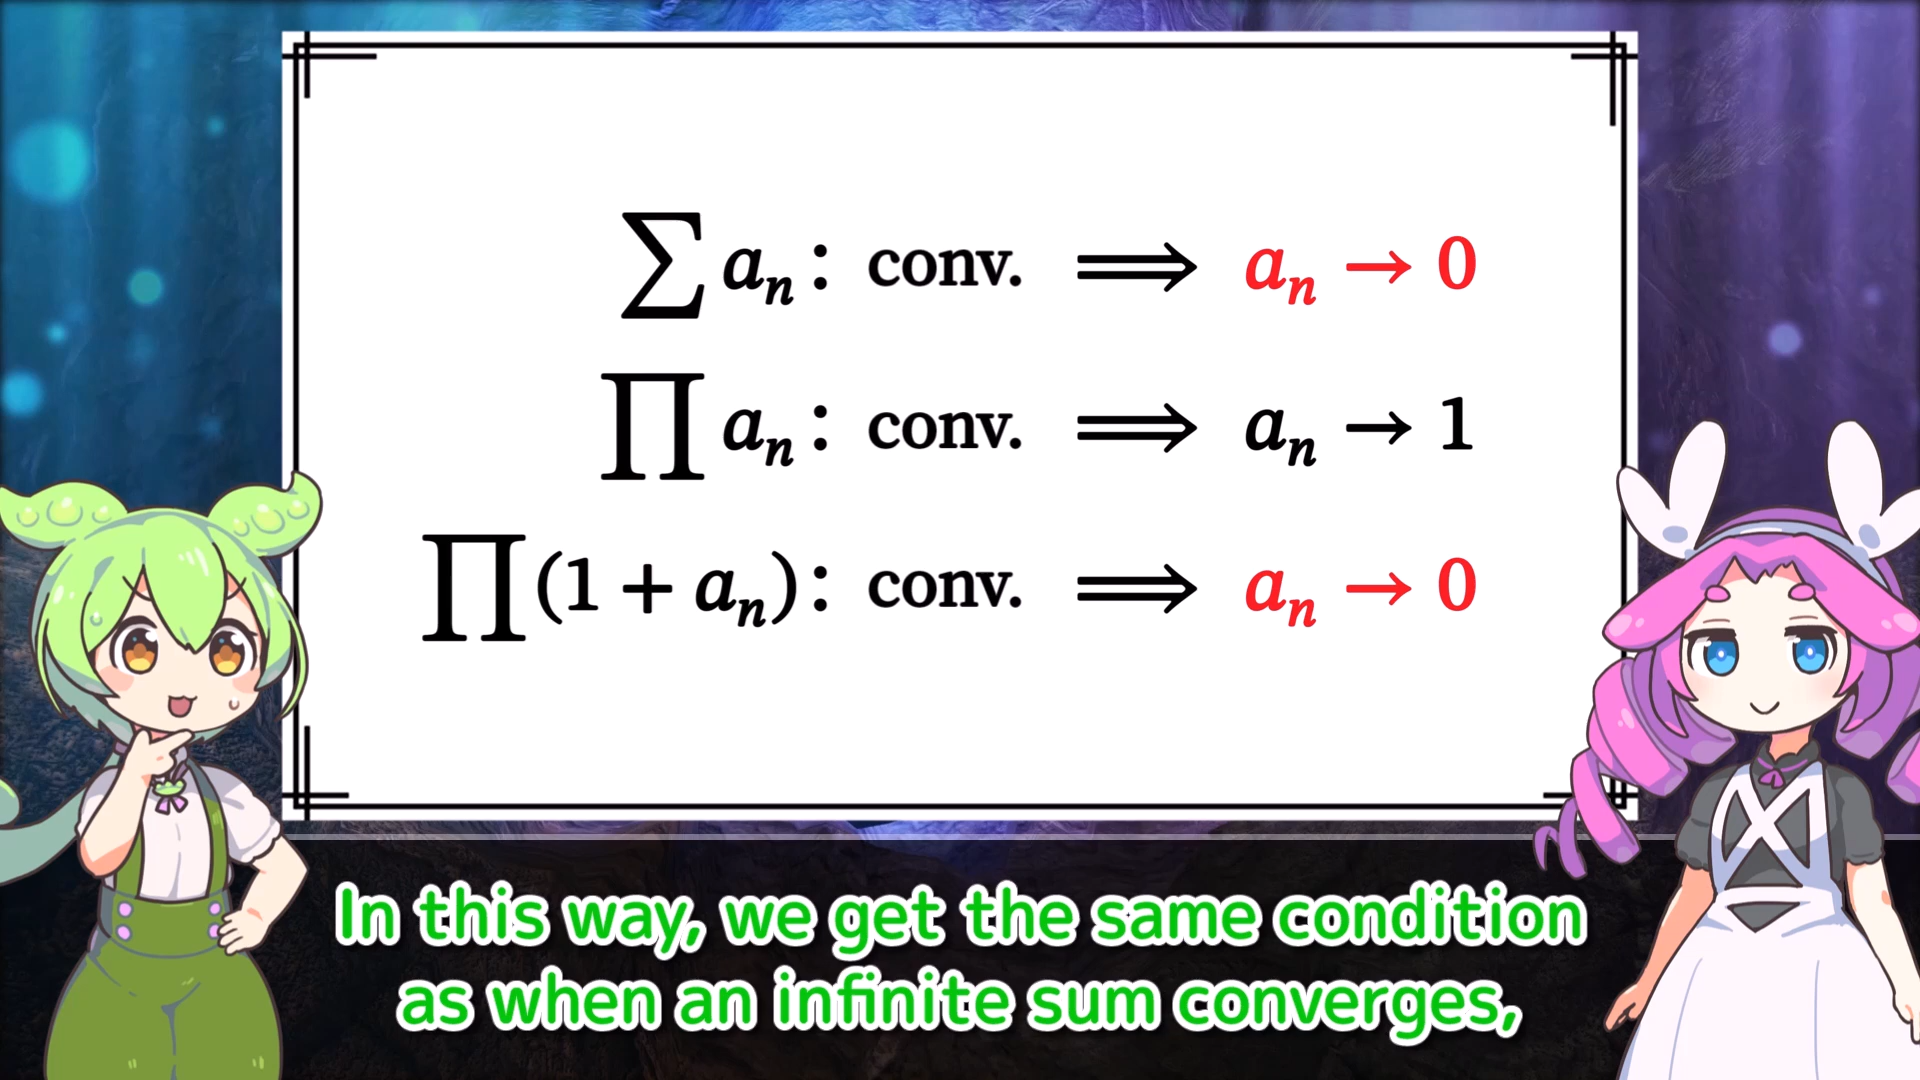 ∑ aₙ : conv. ⟹ aₙ → 0
∏ aₙ : conv. ⟹ aₙ → 1
∏(1 + aₙ) : conv. ⟹ aₙ → 0
In this way, we get the same condition
as when an infinite sum converges,